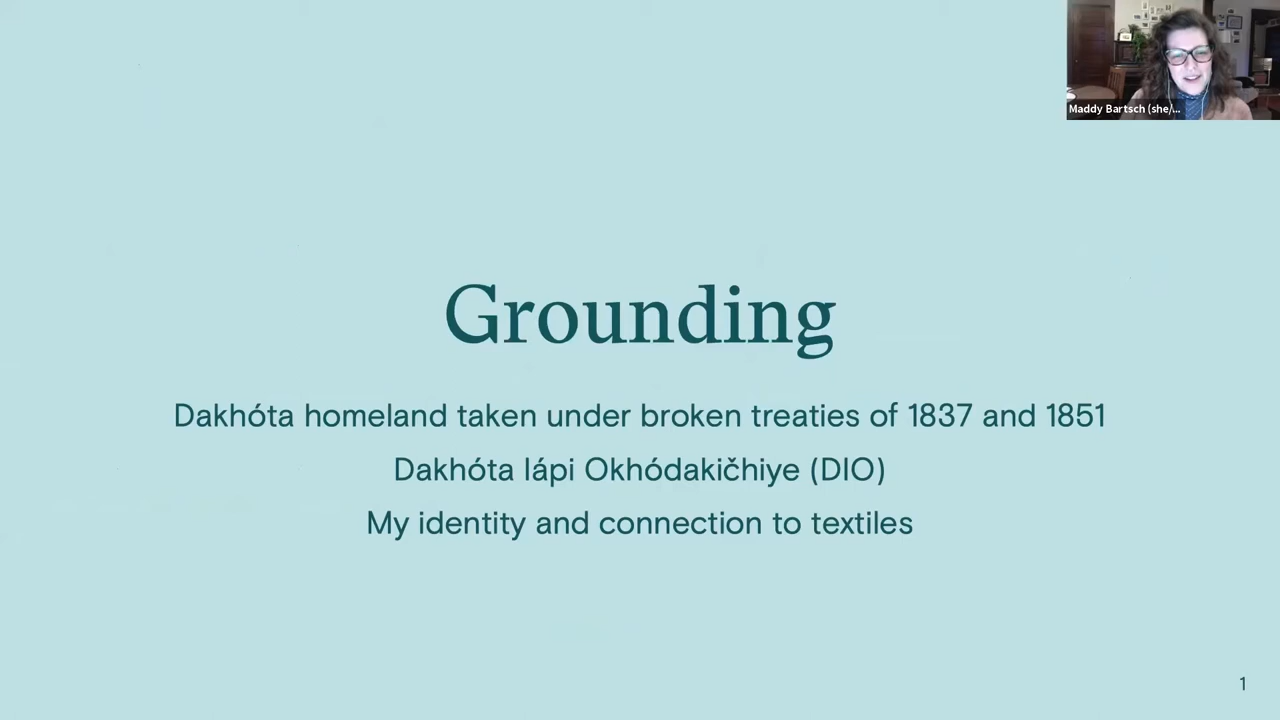 Maddy Bartsch (she/...
Grounding
Dakhóta homeland taken under broken treaties of 1837 and 1851
Dakhóta Iápi Okhódakičhiye (DIO)
My identity and connection to textiles
1